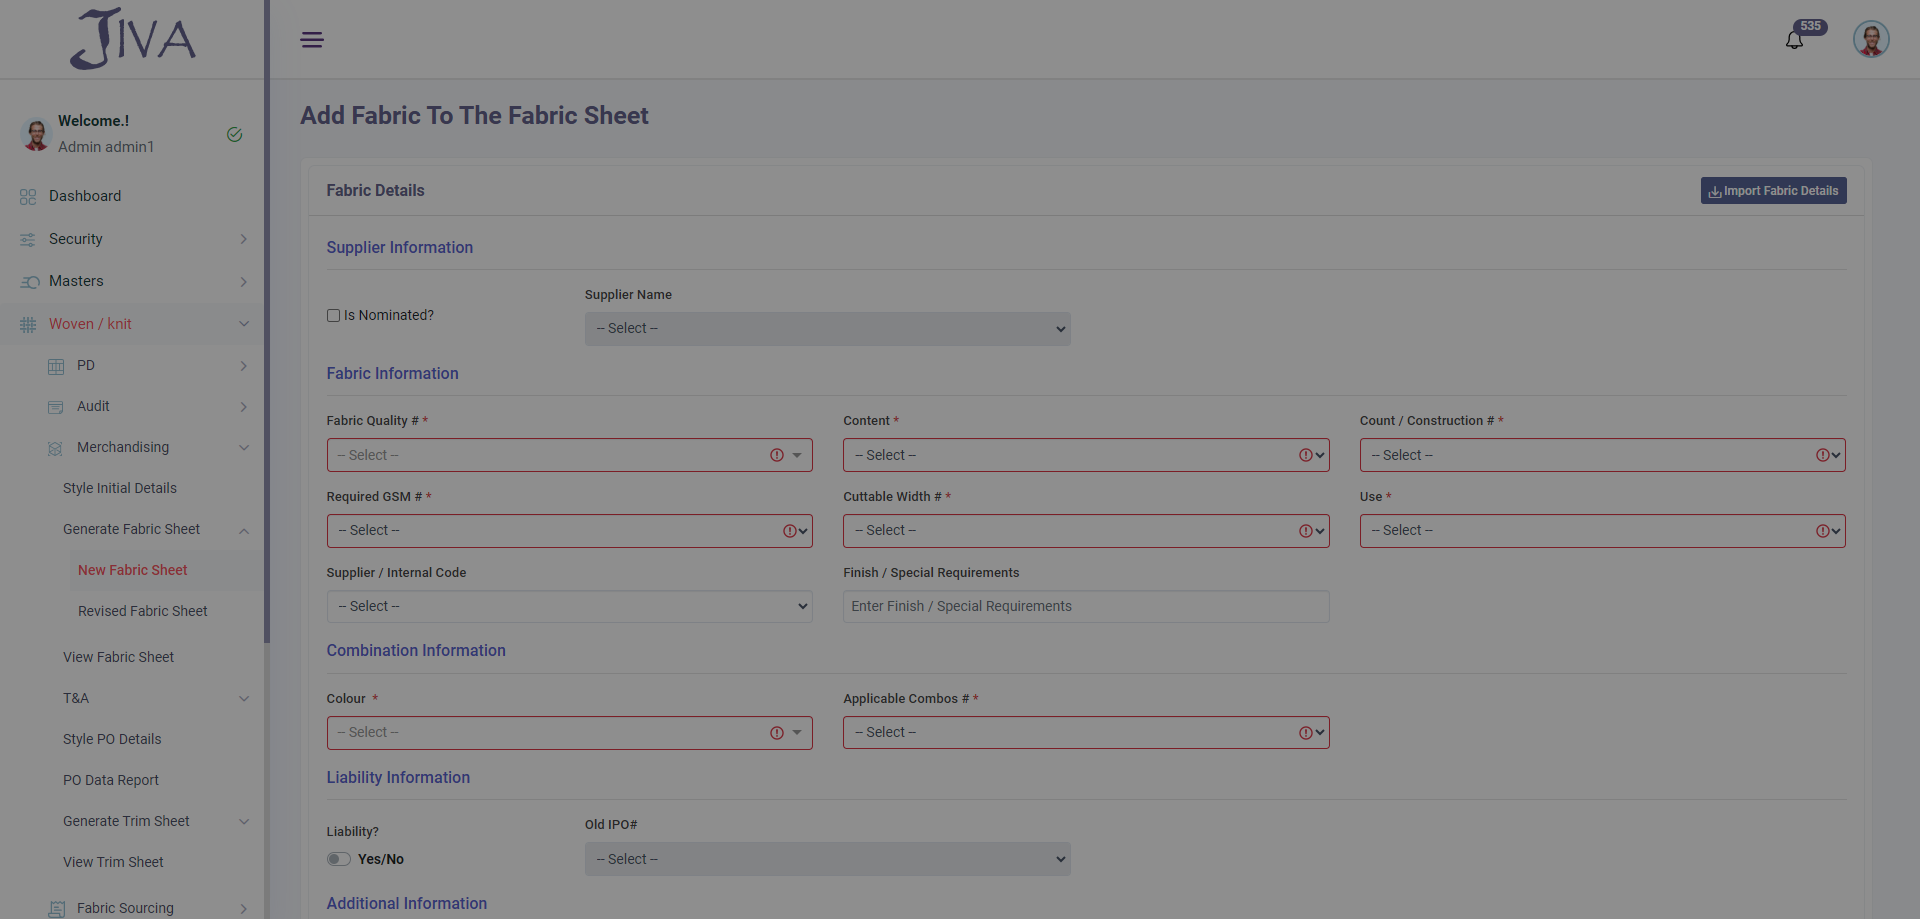 JIVA
535
Welcome.!
Admin admin1
Dashboard
Security
Masters
Woven / knit
PD
Audit
Merchandising
Style Initial Details
Generate Fabric Sheet
New Fabric Sheet
Revised Fabric Sheet
View Fabric Sheet
T&A
Style PO Details
PO Data Report
Generate Trim Sheet
View Trim Sheet
Fabric Sourcing
Add Fabric To The Fabric Sheet
Fabric Details
Import Fabric Details
Supplier Information
Is Nominated?
Supplier Name
-- Select --
Fabric Information
Fabric Quality # *
Content *
Count / Construction # *
-- Select --
-- Select --
-- Select --
Required GSM # *
Cuttable Width # *
Use *
-- Select --
-- Select --
-- Select --
Supplier / Internal Code
Finish / Special Requirements
-- Select --
Enter Finish / Special Requirements
Combination Information
Colour *
Applicable Combos # *
-- Select --
-- Select --
Liability Information
Liability?
Yes/No
Old IPO#
-- Select --
Additional Information